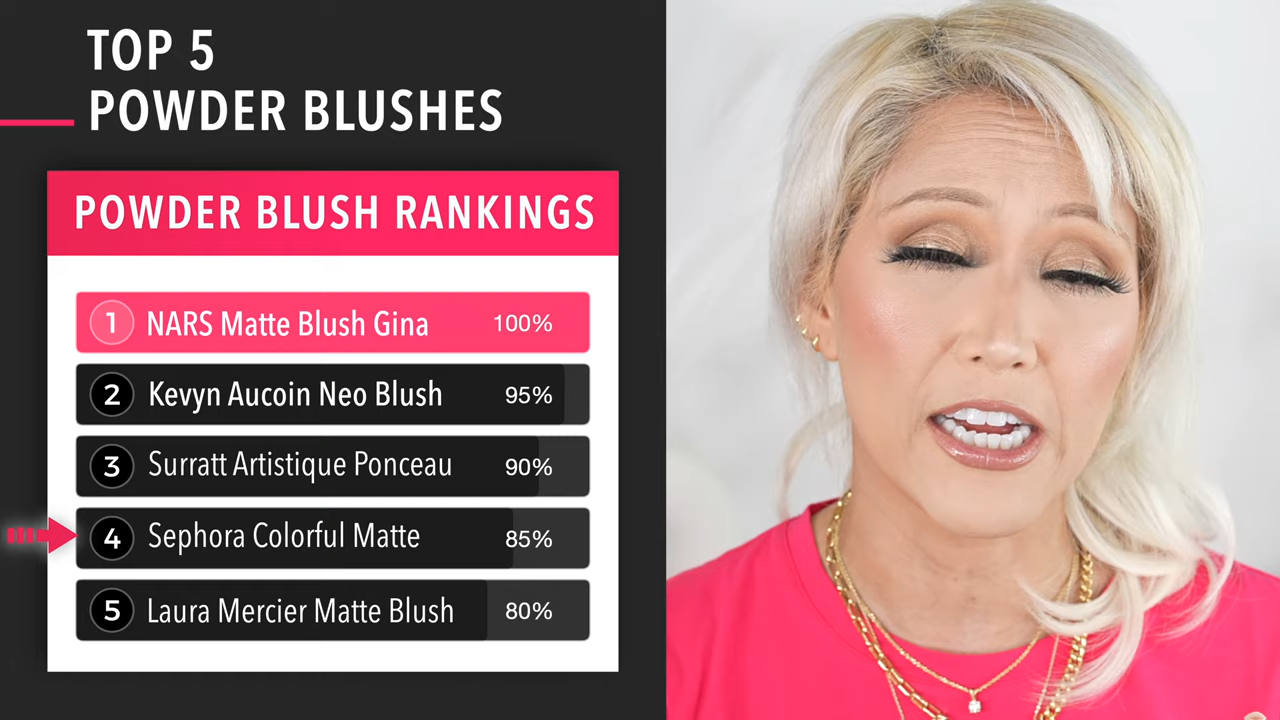 TOP 5
POWDER BLUSHES
POWDER BLUSH RANKINGS
1 NARS Matte Blush Gina 100%
2 Kevyn Aucoin Neo Blush 95%
3 Surratt Artistique Ponceau 90%
4 Sephora Colorful Matte 85%
5 Laura Mercier Matte Blush 80%